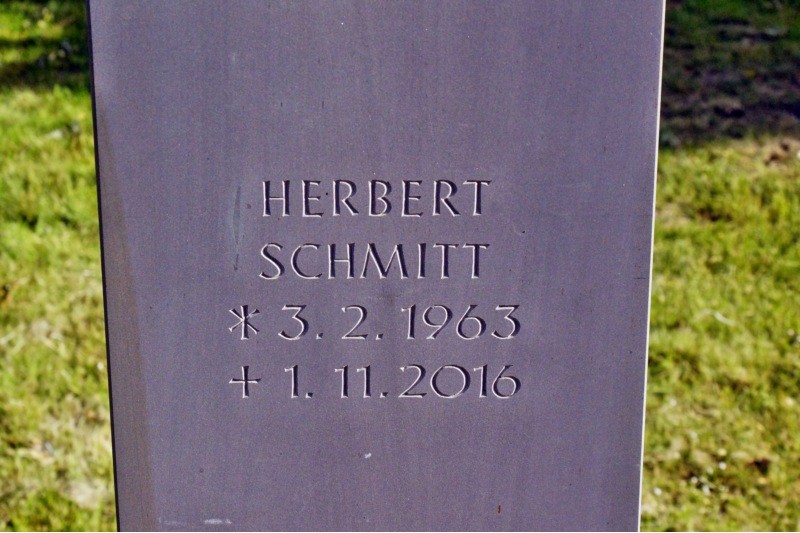 HERBERT
SCHMITT
* 3. 2. 1963
+ 1. 11. 2016